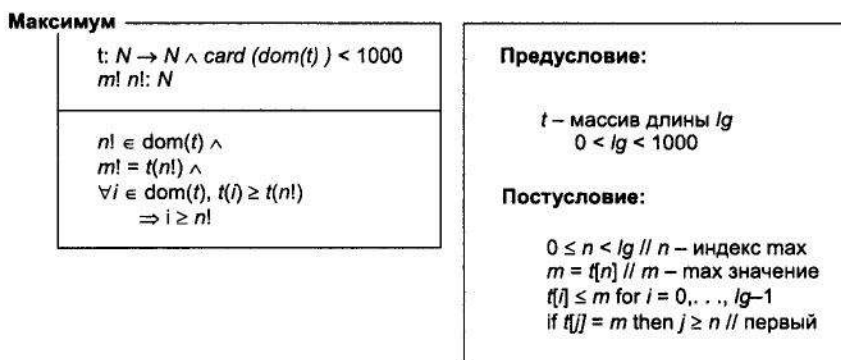 Максимум
t: N → N ∧ card (dom(t) ) < 1000
m! n!: N
n! ∈ dom(t) ∧
m! = t(n!) ∧
∀i ∈ dom(t), t(i) ≥ t(n!)
⇒ i ≥ n!
Предусловие:
t – массив длины lg
0 < lg < 1000
Постусловие:
0 ≤ n < lg // n – индекс max
m = t[n] // m – max значение
t[i] ≤ m for i = 0,. . ., lg–1
if t[j] = m then j ≥ n // первый